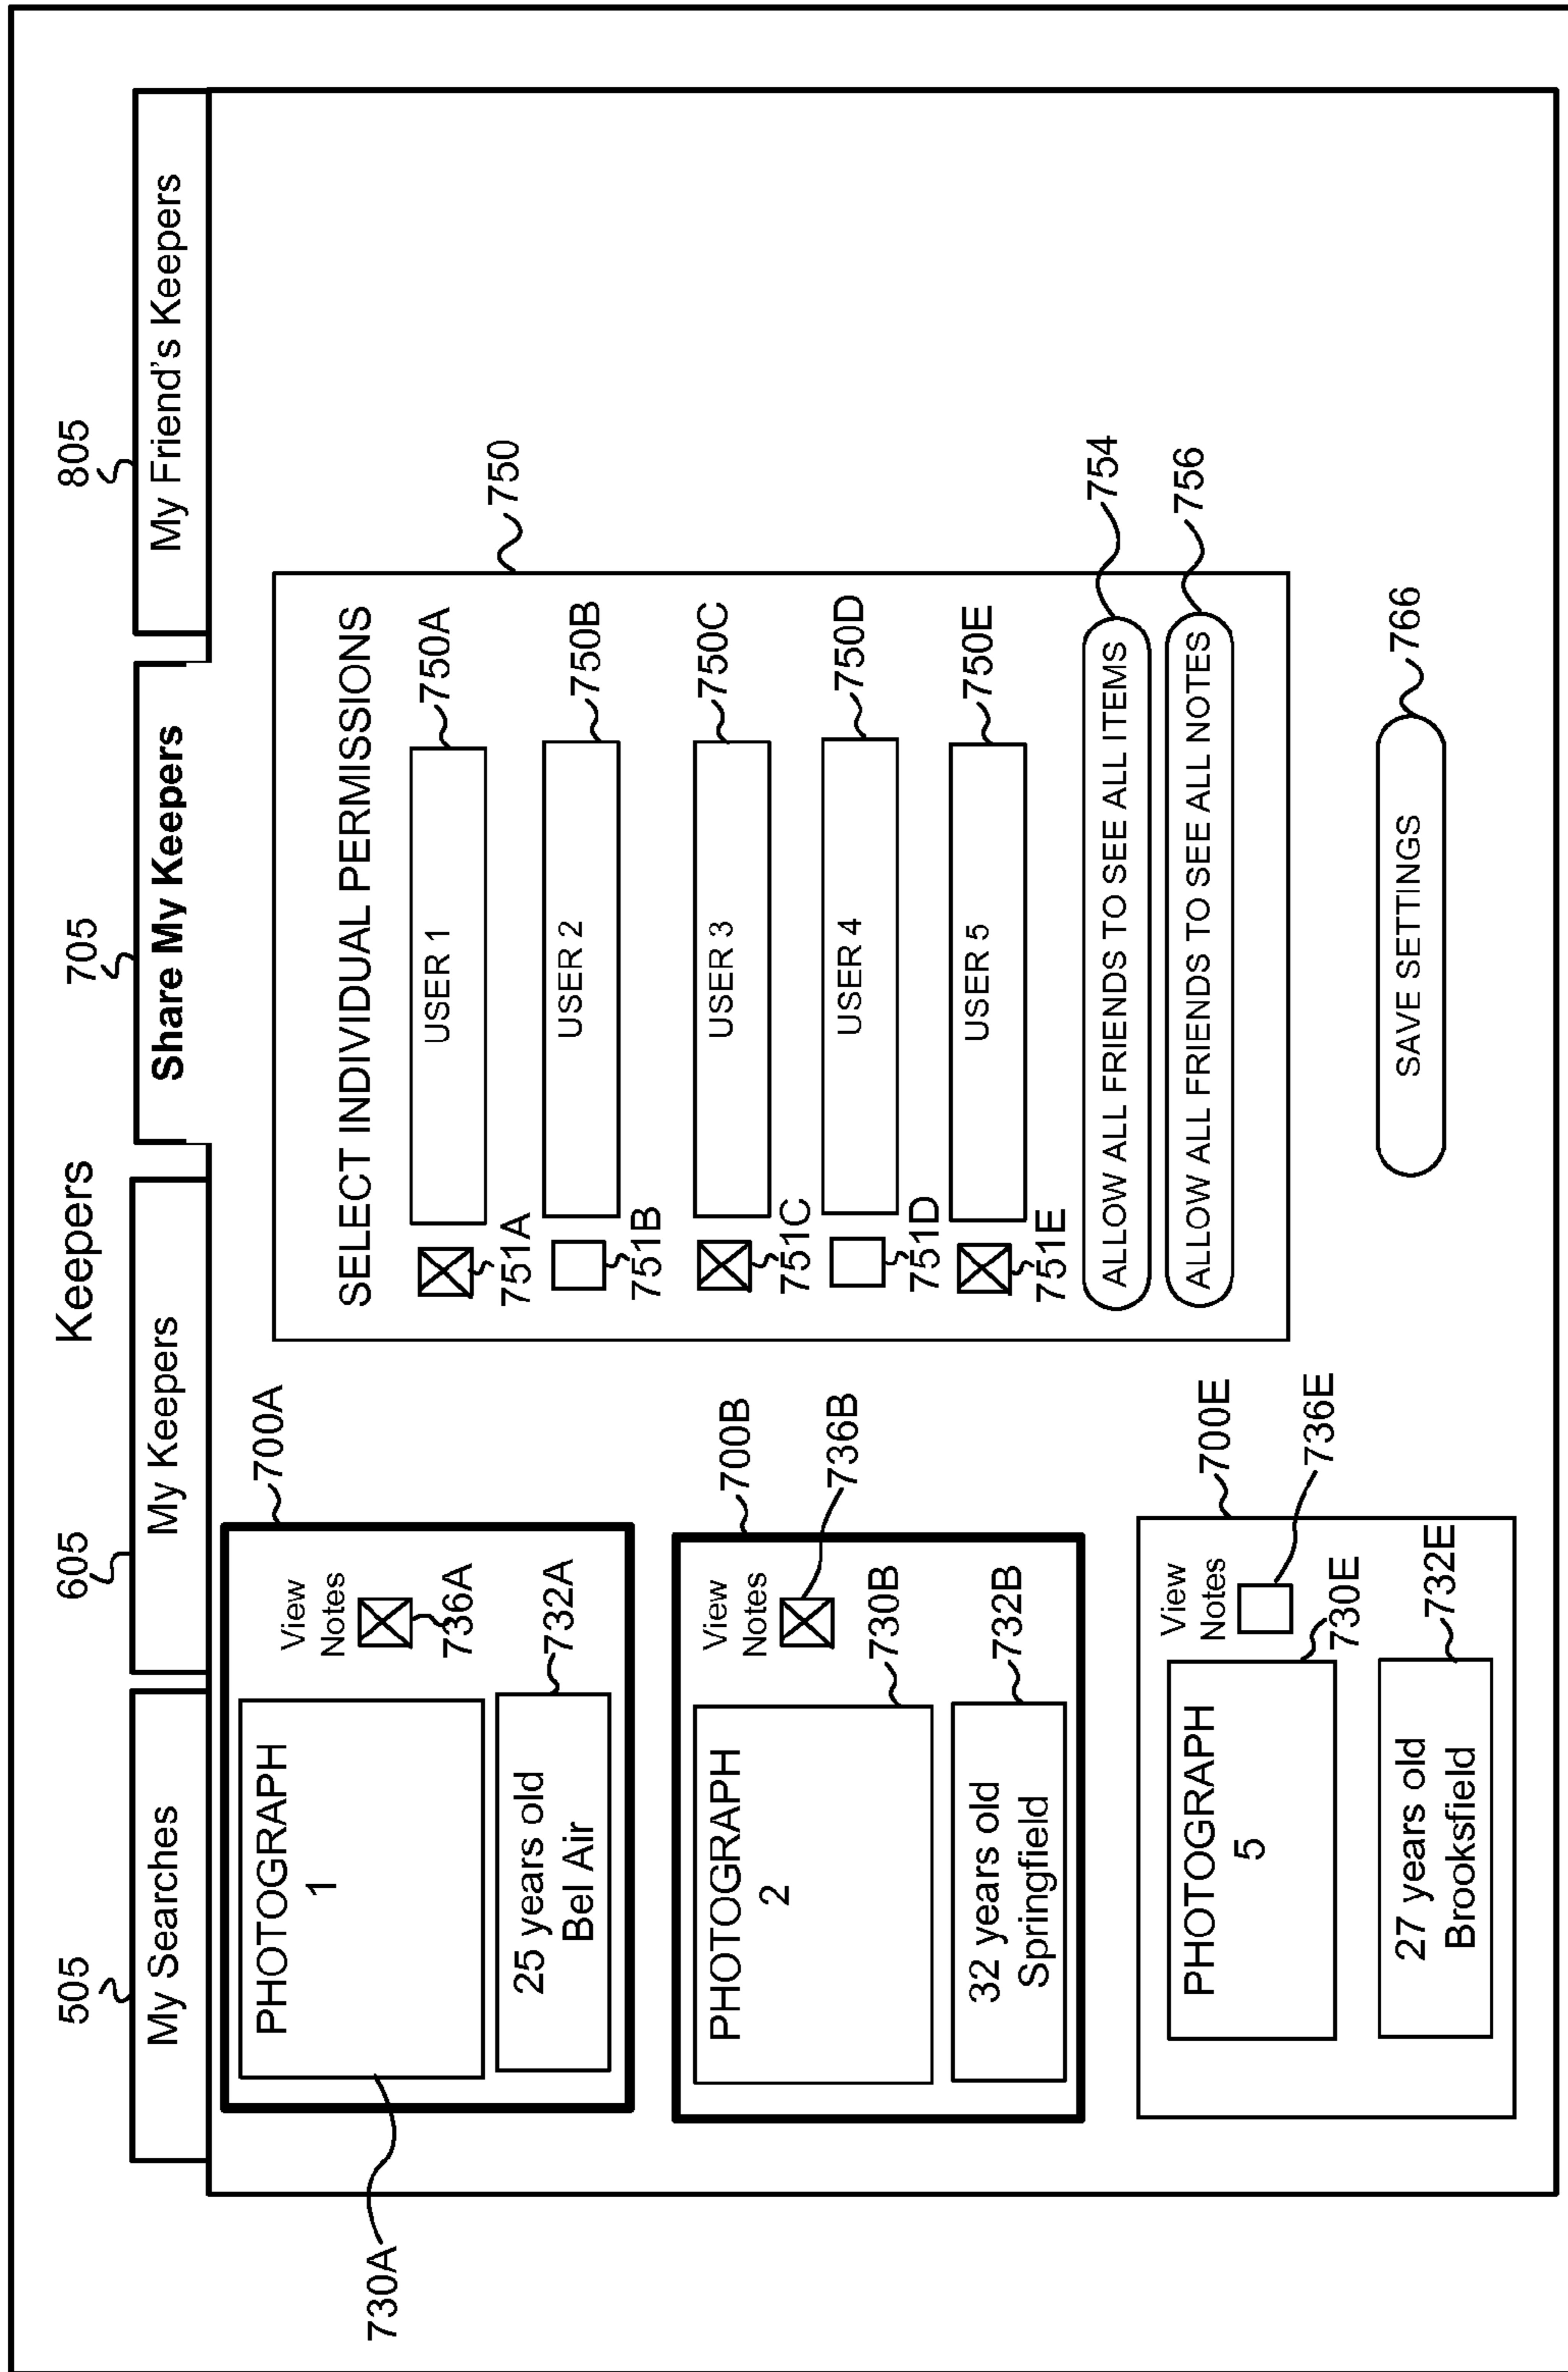 Keepers
505
605
705
805
My Searches
My Keepers
Share My Keepers
My Friend's Keepers
700A
PHOTOGRAPH
1
View
Notes
736A
730A
25 years old
Bel Air
732A
700B
PHOTOGRAPH
2
View
Notes
736B
730B
32 years old
Springfield
732B
700E
PHOTOGRAPH
5
View
Notes
736E
730E
27 years old
Brooksfield
732E
SELECT INDIVIDUAL PERMISSIONS
750
USER 1
750A
751A
USER 2
750B
751B
USER 3
750C
751C
USER 4
750D
751D
USER 5
750E
751E
ALLOW ALL FRIENDS TO SEE ALL ITEMS
754
ALLOW ALL FRIENDS TO SEE ALL NOTES
756
SAVE SETTINGS
766